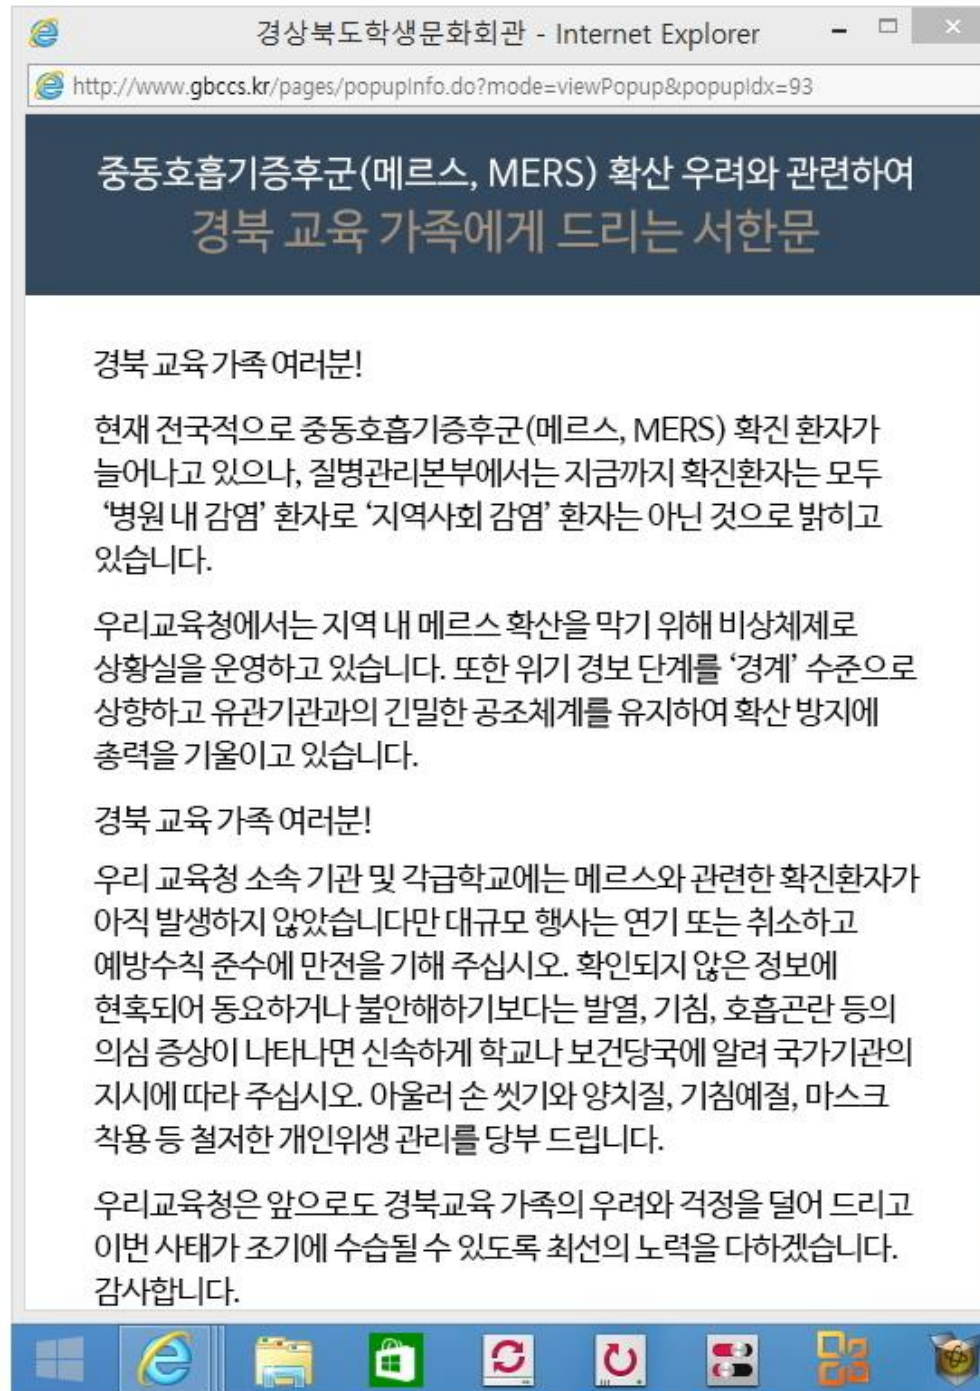 경상북도학생문화회관 - Internet Explorer
http://www.gbccs.kr/pages/popupInfo.do?mode=viewPopup&popupIdx=93
중동호흡기증후군(메르스, MERS) 확산 우려와 관련하여
경북 교육 가족에게 드리는 서한문
경북 교육 가족 여러분!
현재 전국적으로 중동호흡기증후군(메르스, MERS) 확진 환자가
늘어나고 있으나, 질병관리본부에서는 지금까지 확진환자는 모두
‘병원 내 감염’ 환자로 ‘지역사회 감염’ 환자는 아닌 것으로 밝히고
있습니다.
우리교육청에서는 지역 내 메르스 확산을 막기 위해 비상체제로
상황실을 운영하고 있습니다. 또한 위기 경보 단계를 ‘경계’ 수준으로
상향하고 유관기관과의 긴밀한 공조체계를 유지하여 확산 방지에
총력을 기울이고 있습니다.
경북 교육 가족 여러분!
우리 교육청 소속 기관 및 각급학교에는 메르스와 관련한 확진환자가
아직 발생하지 않았습니다만 대규모 행사는 연기 또는 취소하고
예방수칙 준수에 만전을 기해 주십시오. 확인되지 않은 정보에
현혹되어 동요하거나 불안해하기보다는 발열, 기침, 호흡곤란 등의
의심 증상이 나타나면 신속하게 학교나 보건당국에 알려 국가기관의
지시에 따라 주십시오. 아울러 손 씻기와 양치질, 기침예절, 마스크
착용 등 철저한 개인위생 관리를 당부 드립니다.
우리교육청은 앞으로도 경북교육 가족의 우려와 걱정을 덜어 드리고
이번 사태가 조기에 수습될 수 있도록 최선의 노력을 다하겠습니다.
감사합니다.